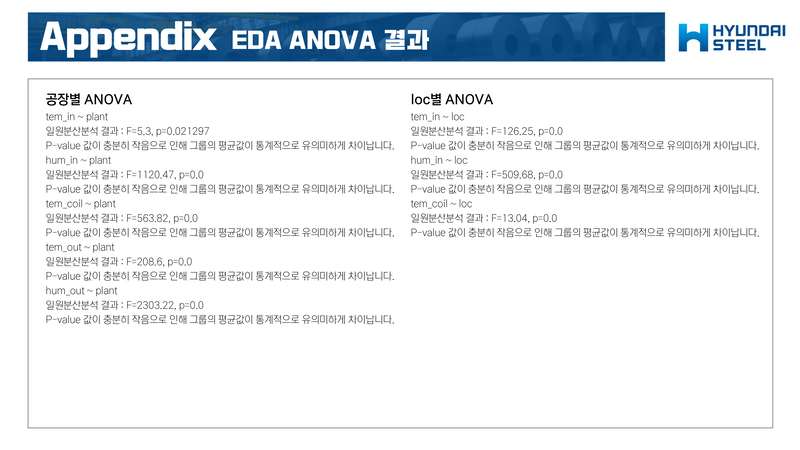 Appendix EDA ANOVA 결과
HYUNDAI
STEEL
공장별 ANOVA
tem_in ~ plant
일원분산분석 결과 : F=5.3, p=0.021297
P-value 값이 충분히 작음으로 인해 그룹의 평균값이 통계적으로 유의미하게 차이납니다.
hum_in ~ plant
일원분산분석 결과 : F=1120.47, p=0.0
P-value 값이 충분히 작음으로 인해 그룹의 평균값이 통계적으로 유의미하게 차이납니다.
tem_coil ~ plant
일원분산분석 결과 : F=563.82, p=0.0
P-value 값이 충분히 작음으로 인해 그룹의 평균값이 통계적으로 유의미하게 차이납니다.
tem_out ~ plant
일원분산분석 결과 : F=208.6, p=0.0
P-value 값이 충분히 작음으로 인해 그룹의 평균값이 통계적으로 유의미하게 차이납니다.
hum_out ~ plant
일원분산분석 결과 : F=2303.22, p=0.0
P-value 값이 충분히 작음으로 인해 그룹의 평균값이 통계적으로 유의미하게 차이납니다.
loc별 ANOVA
tem_in ~ loc
일원분산분석 결과 : F=126.25, p=0.0
P-value 값이 충분히 작음으로 인해 그룹의 평균값이 통계적으로 유의미하게 차이납니다.
hum_in ~ loc
일원분산분석 결과 : F=509.68, p=0.0
P-value 값이 충분히 작음으로 인해 그룹의 평균값이 통계적으로 유의미하게 차이납니다.
tem_coil ~ loc
일원분산분석 결과 : F=13.04, p=0.0
P-value 값이 충분히 작음으로 인해 그룹의 평균값이 통계적으로 유의미하게 차이납니다.